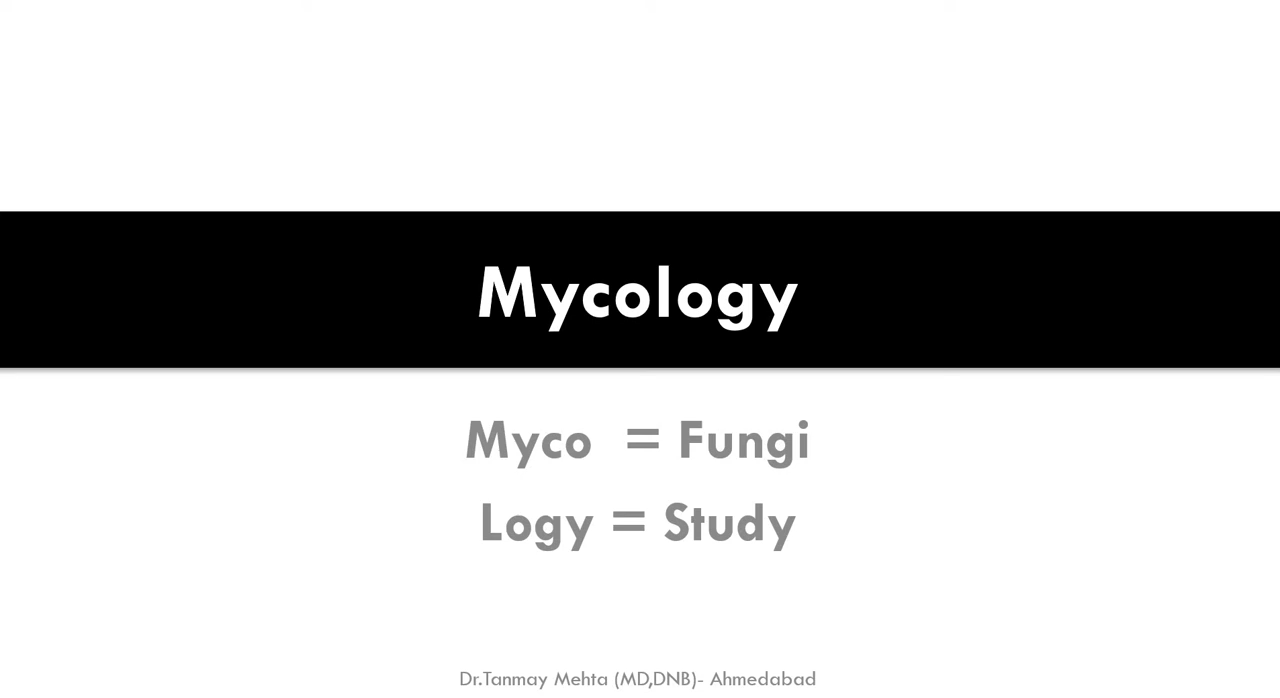 Mycology
Myco = Fungi
Logy = Study
Dr.Tanmay Mehta (MD,DNB)- Ahmedabad